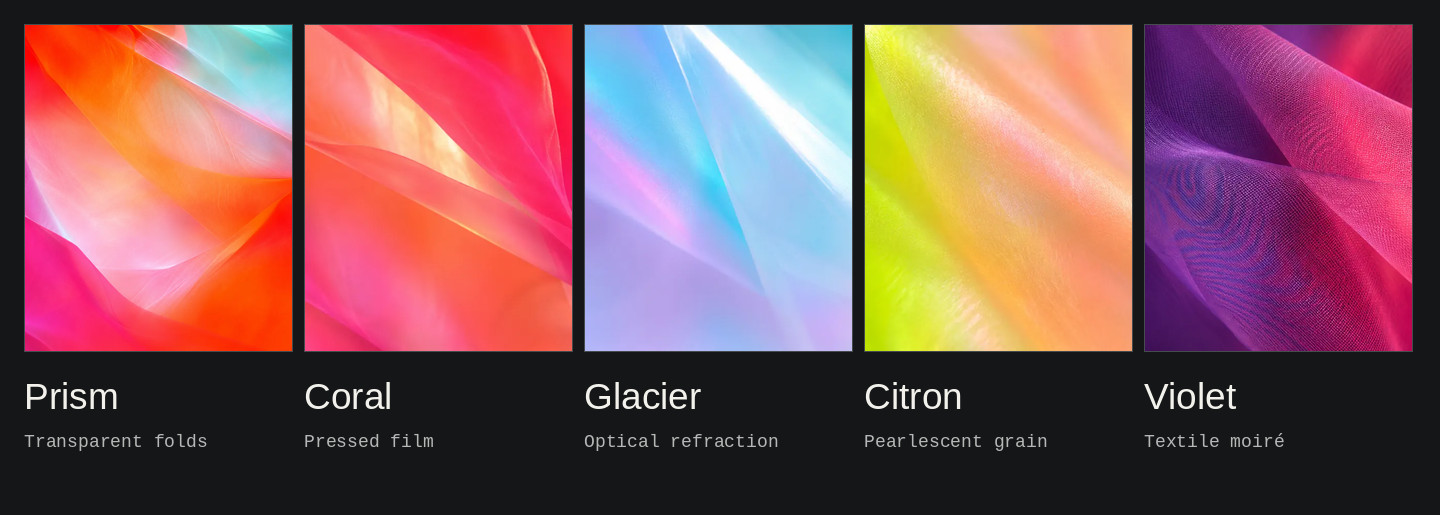 Prism
Transparent folds
Coral
Pressed film
Glacier
Optical refraction
Citron
Pearlescent grain
Violet
Textile moiré